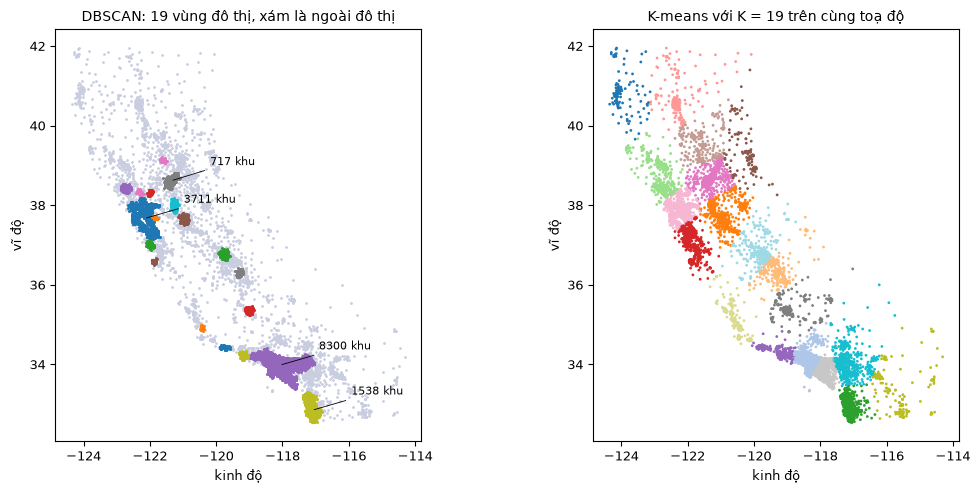 DBSCAN: 19 vùng đô thị, xám là ngoài đô thị
42
40
38
36
34
−124
−122
−120
−118
−116
−114
vĩ độ
kinh độ
717 khu
3711 khu
8300 khu
1538 khu
K-means với K = 19 trên cùng toạ độ
42
40
38
36
34
−124
−122
−120
−118
−116
−114
vĩ độ
kinh độ